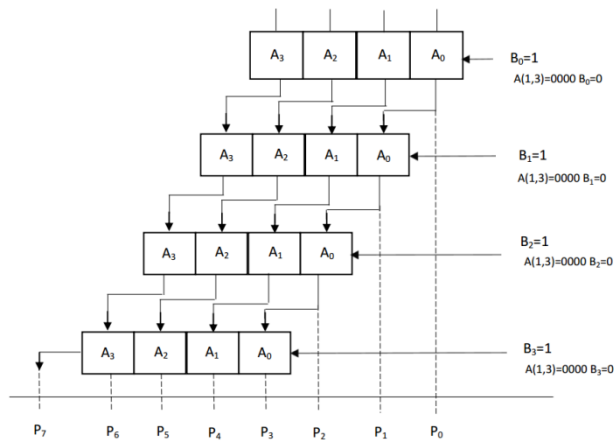 A3 A2 A1 A0
B0=1
A(1,3)=0000 B0=0
A3 A2 A1 A0
B1=1
A(1,3)=0000 B1=0
A3 A2 A1 A0
B2=1
A(1,3)=0000 B2=0
A3 A2 A1 A0
B3=1
A(1,3)=0000 B3=0
P7 P6 P5 P4 P3 P2 P1 P0